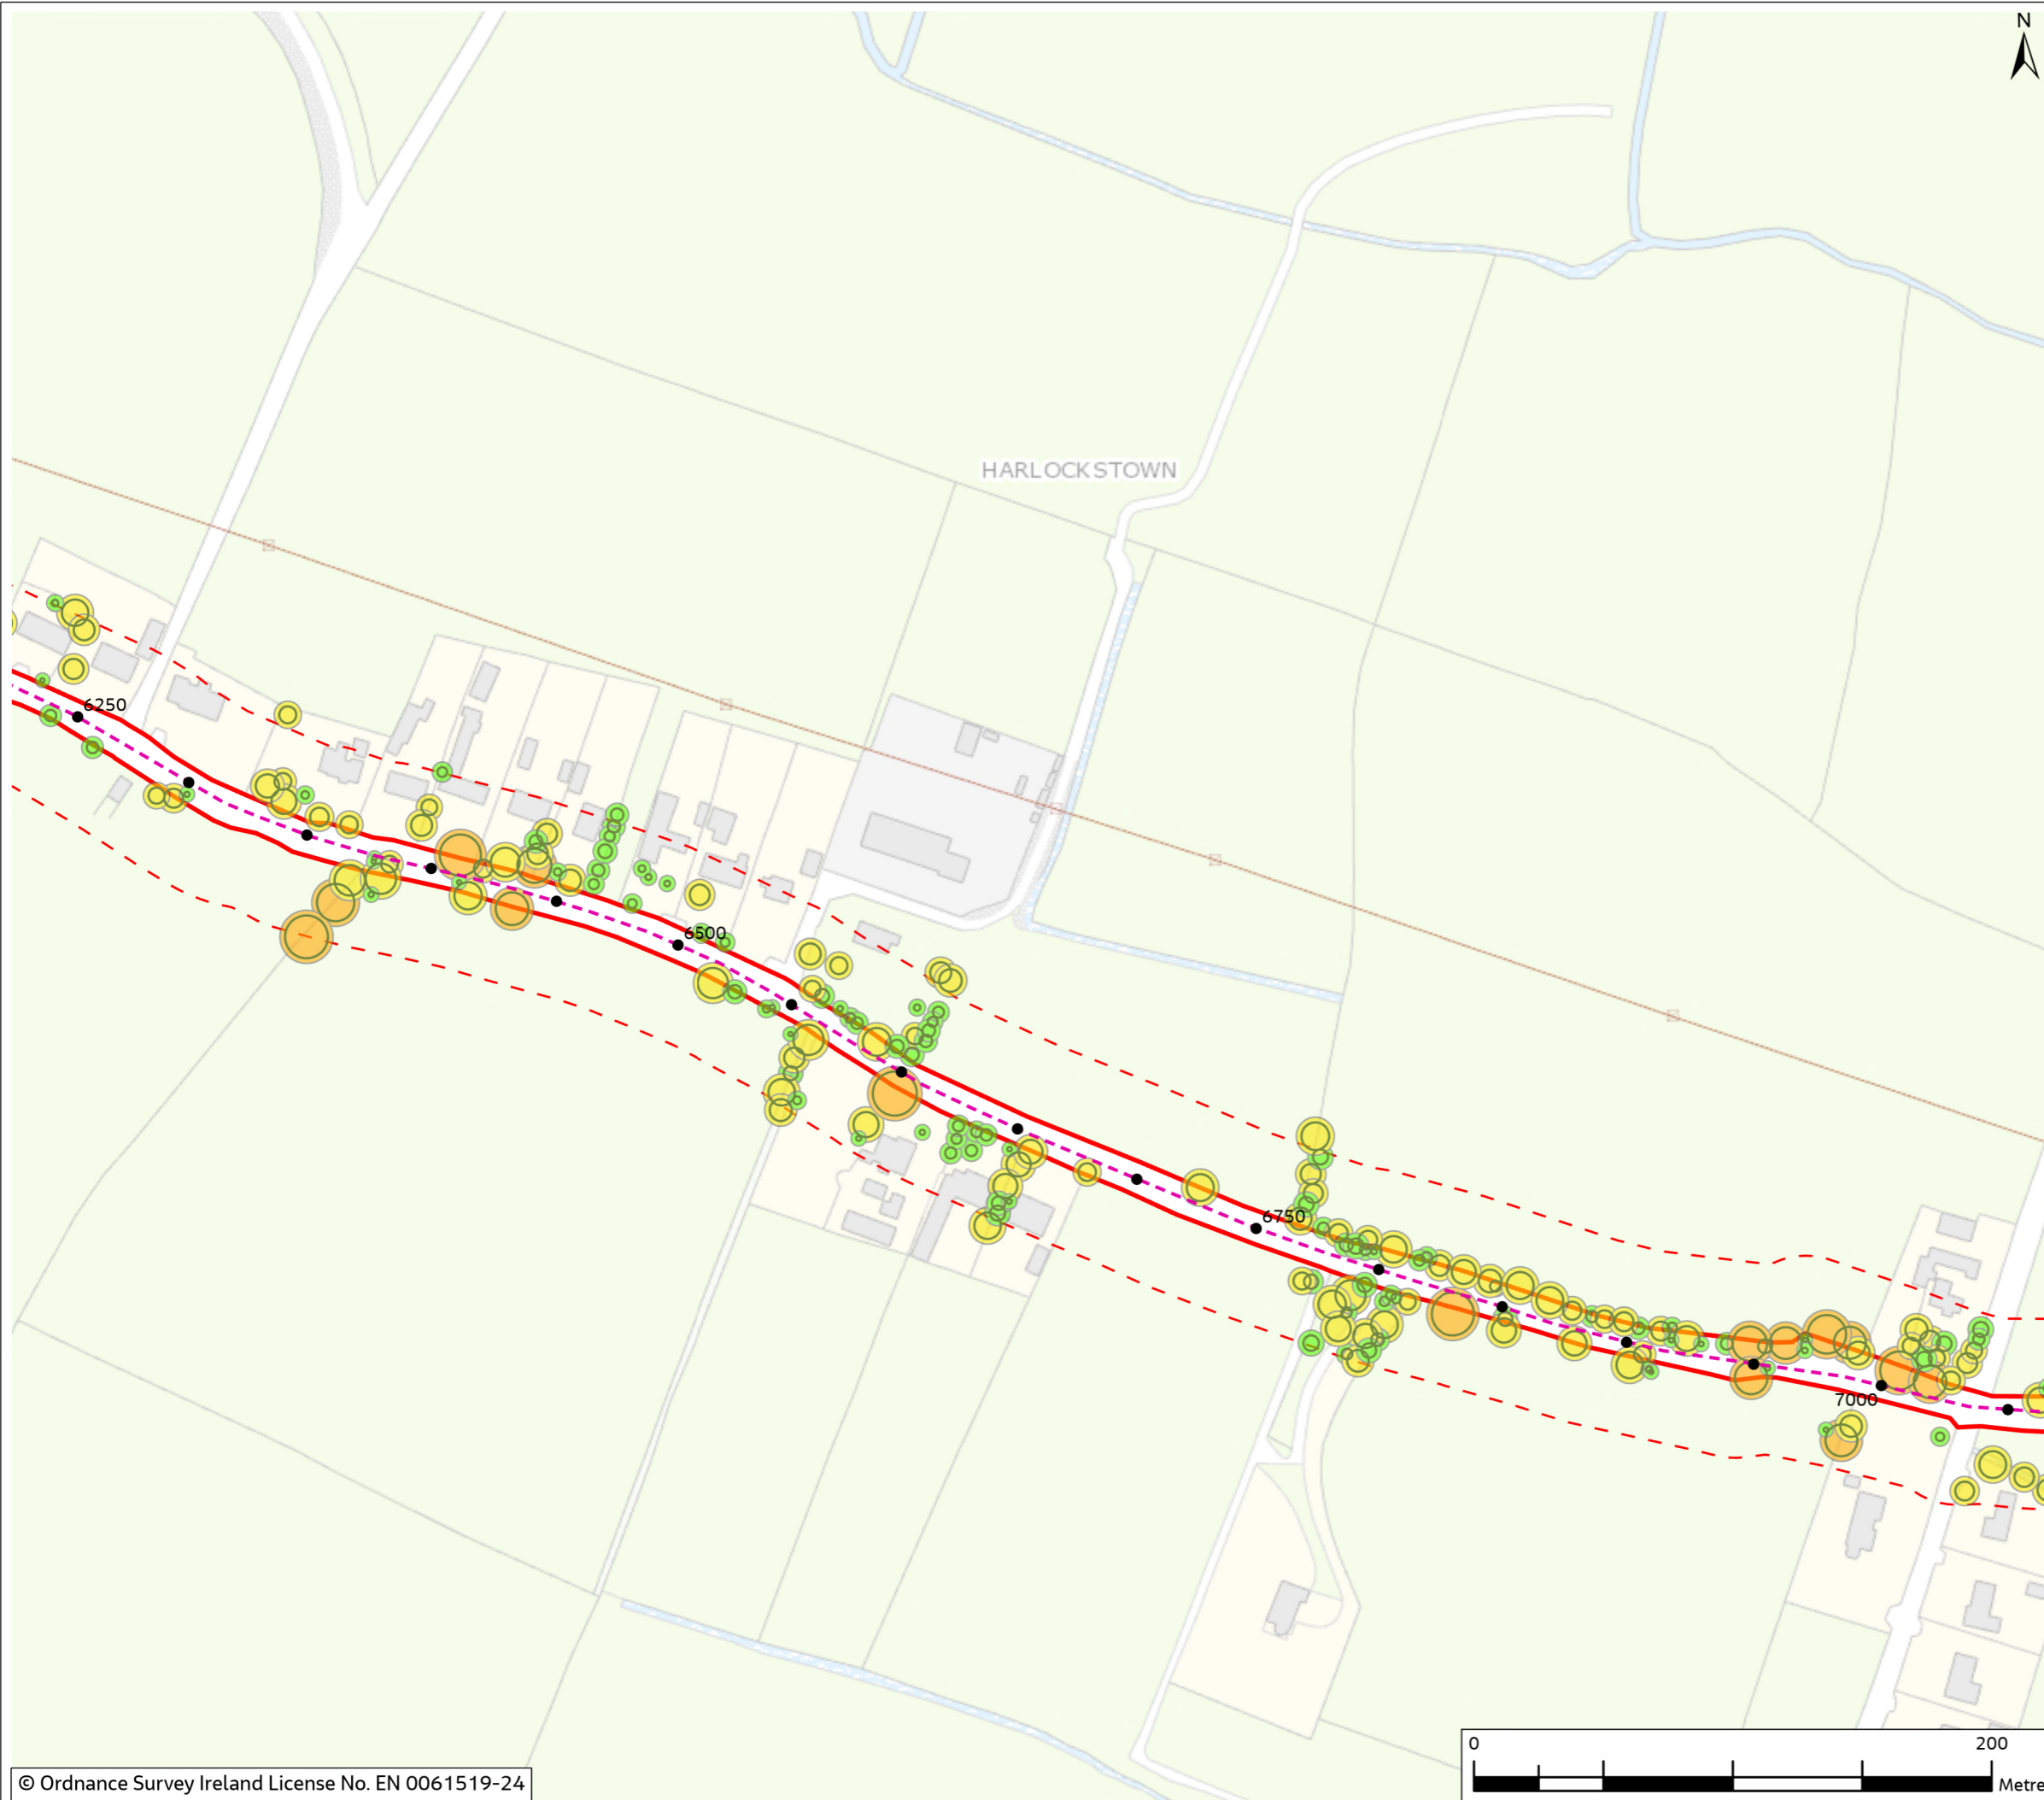 N
HARLOCKSTOWN
6250
6500
6750
7000
0 200
Metre
© Ordnance Survey Ireland License No. EN 0061519-24